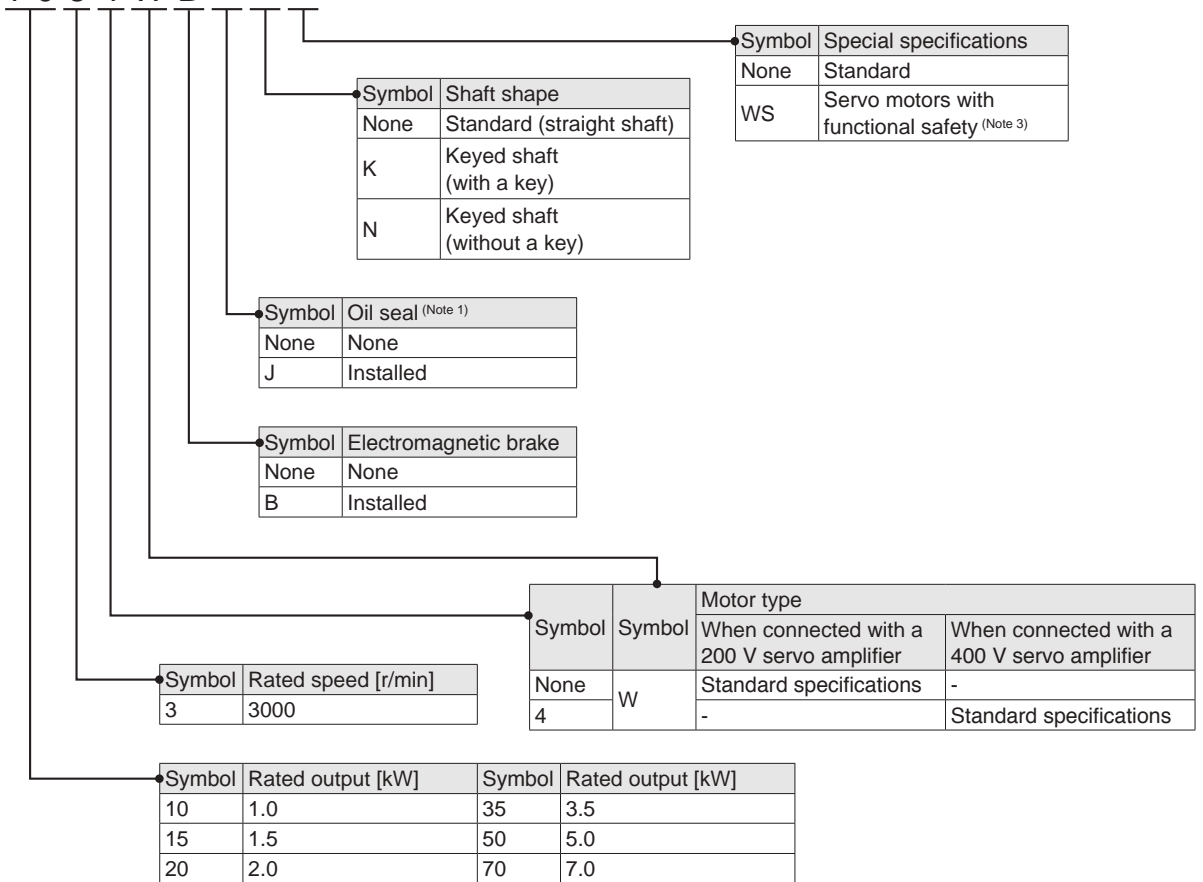 Symbol Special specifications
None Standard
WS Servo motors with
functional safety (Note 3)
Symbol Shaft shape
None Standard (straight shaft)
K Keyed shaft
(with a key)
N Keyed shaft
(without a key)
Symbol Oil seal (Note 1)
None None
J Installed
Symbol Electromagnetic brake
None None
B Installed
Symbol Symbol Motor type
When connected with a
200 V servo amplifier
When connected with a
400 V servo amplifier
None W Standard specifications -
4 - Standard specifications
Symbol Rated speed [r/min]
3 3000
Symbol Rated output [kW] Symbol Rated output [kW]
10 1.0 35 3.5
15 1.5 50 5.0
20 2.0 70 7.0